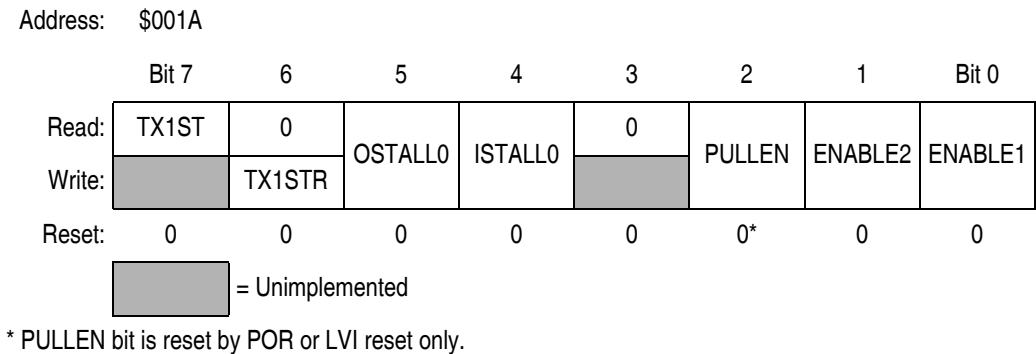 Address: $001A
Bit 7 6 5 4 3 2 1 Bit 0
Read: TX1ST 0 OSTALL0 ISTALL0 0 PULLEN ENABLE2 ENABLE1
Write: TX1STR
Reset: 0 0 0 0 0 0* 0 0
= Unimplemented
* PULLEN bit is reset by POR or LVI reset only.